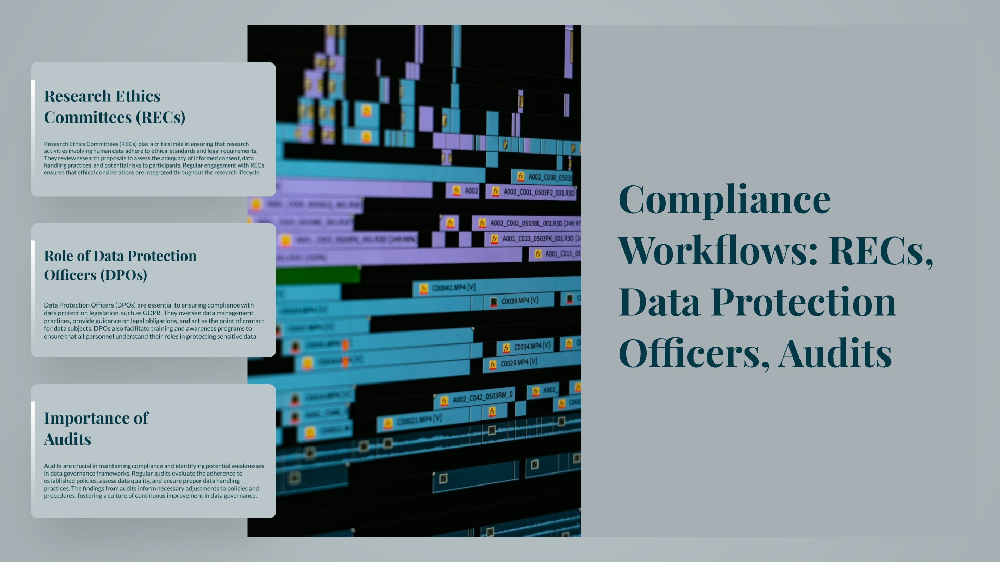 Research Ethics
Committees (RECs)
Research Ethics Committees (RECs) play a critical role in ensuring that research
activities involving human data adhere to ethical standards and legal requirements.
They review research proposals to assess the adequacy of informed consent, data
handling practices, and potential risks to participants. Regular engagement with RECs
ensures that ethical considerations are integrated throughout the research lifecycle.
Role of Data Protection
Officers (DPOs)
Data Protection Officers (DPOs) are essential to ensuring compliance with
data protection legislation, such as GDPR. They oversee data management
practices, provide guidance on legal obligations, and act as the point of contact
for data subjects. DPOs also facilitate training and awareness programs to
ensure that all personnel understand their roles in protecting sensitive data.
Importance of
Audits
Audits are crucial in maintaining compliance and identifying potential weaknesses
in data governance frameworks. Regular audits evaluate the adherence to
established policies, assess data quality, and ensure proper data handling
practices. The findings from audits inform necessary adjustments to policies and
procedures, fostering a culture of continuous improvement in data governance.
A002_C038_0503J
A002
A002_C001_0503F2_001.R3D
A002_C002_05038L_001.R3D [249.97
A001_C023_0503FK_001.R3D [24
A001_C015_05
C00041.MP4 [V]
C0039.MP4 [V]
C0034.MP4 [V]
C0029.MP4 [V]
A002_
A002_C042_0503RM_0
C00021.MP4 [V]
Compliance
Workflows: RECs,
Data Protection
Officers, Audits